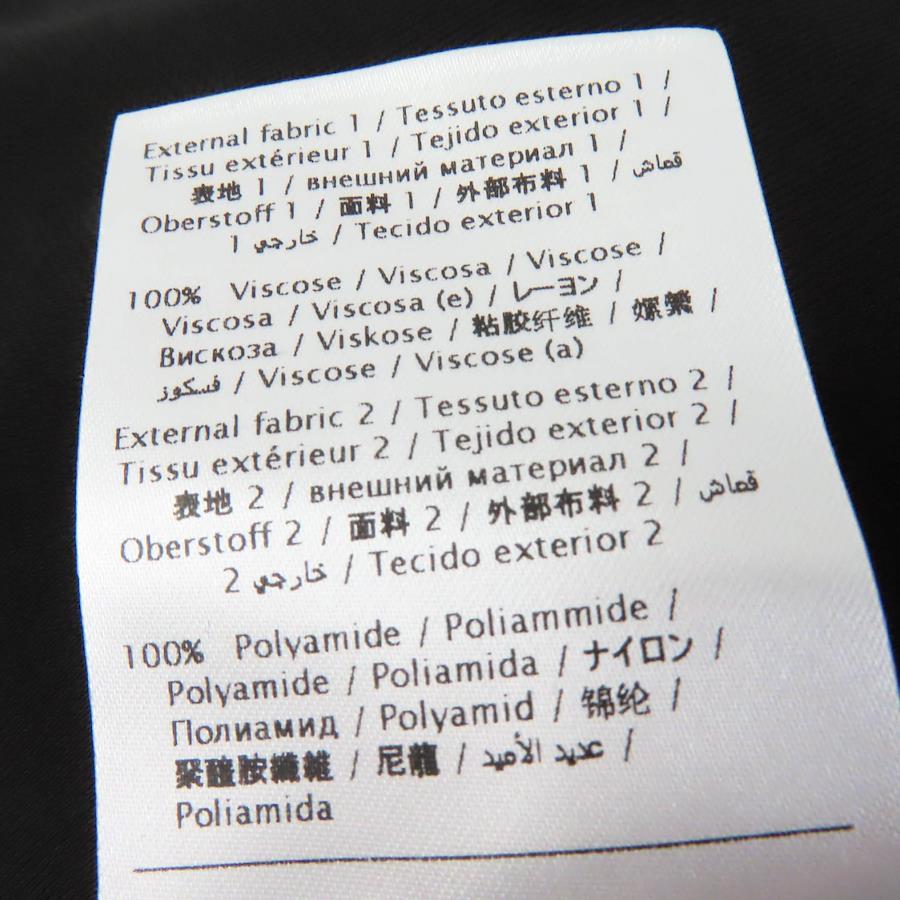 External fabric 1 / Tessuto esterno 1 /
Tissu extérieur 1 / Tejido exterior 1 /
表地 1 / внешний материал 1 /
Oberstoff 1 / 面料 1 / 外部布料 1 / قماش
خارجي 1 / Tecido exterior 1
100% Viscose / Viscosa / Viscose /
Viscosa / Viscosa (e) / レーヨン /
Вискоза / Viskose / 粘胶纤维 / 嫘縈 /
فسكوز / Viscose / Viscose (a)
External fabric 2 / Tessuto esterno 2 /
Tissu extérieur 2 / Tejido exterior 2 /
表地 2 / внешний материал 2 /
Oberstoff 2 / 面料 2 / 外部布料 2 / قماش
خارجي 2 / Tecido exterior 2
100% Polyamide / Poliammide /
Polyamide / Poliamida / ナイロン /
Полиамид / Polyamid / 锦纶 /
聚醯胺纖維 / 尼龍 / عديد الأميد /
Poliamida